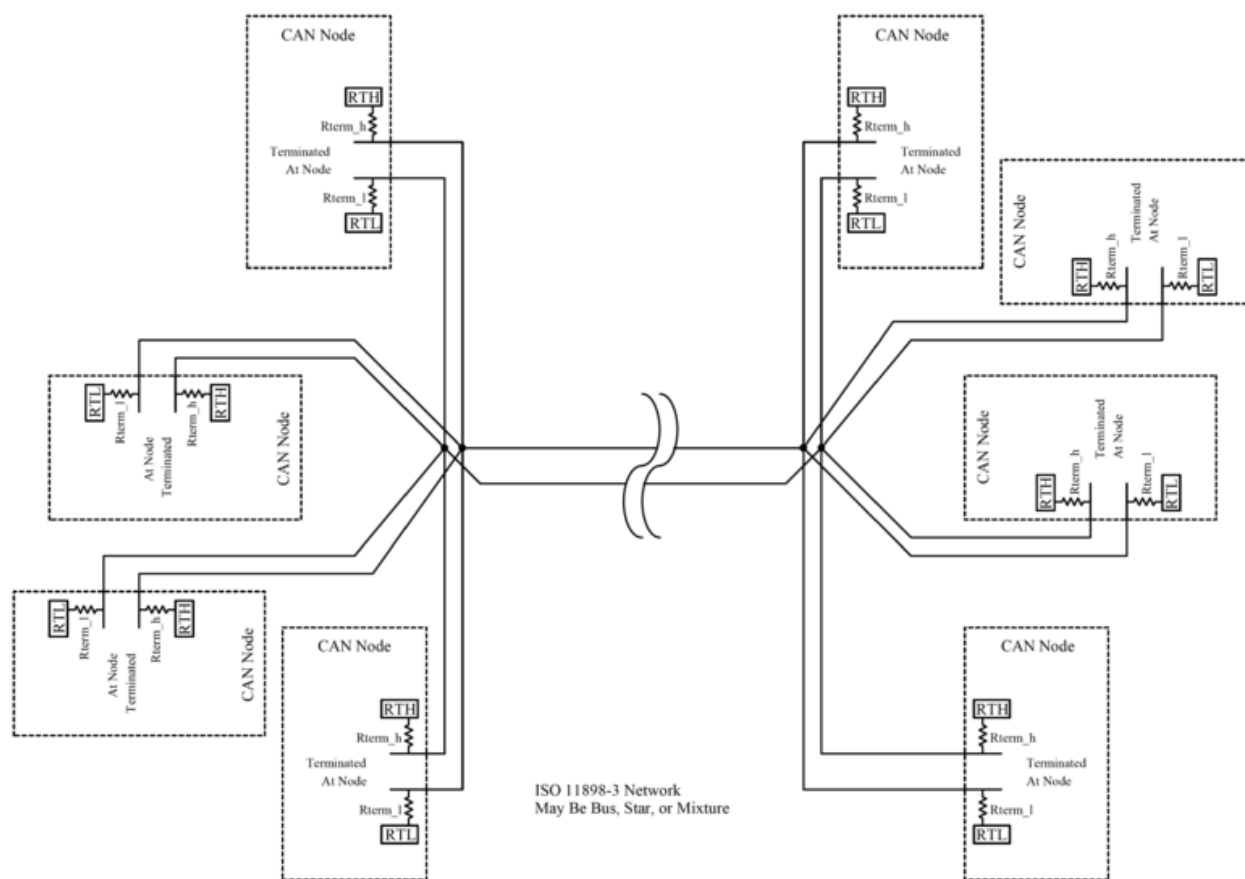 CAN Node
RTH
Rterm_h
Terminated
At Node
Rterm_l
RTL
CAN Node
RTH
Rterm_h
Terminated
At Node
Rterm_l
RTL
CAN Node
RTH
Rterm_h
Terminated
At Node
Rterm_l
RTL
RTL
Rterm_l
At Node
Terminated
Rterm_h
RTH
CAN Node
CAN Node
RTH
Rterm_h
Terminated
At Node
Rterm_l
RTL
RTL
Rterm_l
At Node
Terminated
Rterm_h
RTH
CAN Node
CAN Node
RTH
Rterm_h
Terminated
At Node
Rterm_l
RTL
CAN Node
RTH
Rterm_h
Terminated
At Node
Rterm_l
RTL
ISO 11898-3 Network
May Be Bus, Star, or Mixture